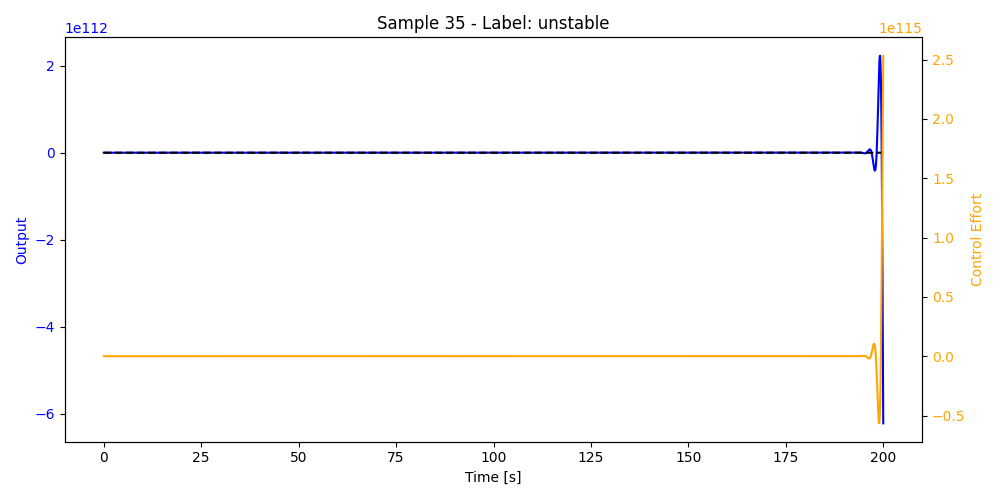 Sample 35 - Label: unstable
1e112
1e115
2
0
−2
−4
−6
Output
2.5
2.0
1.5
1.0
0.5
0.0
−0.5
Control Effort
0 25 50 75 100 125 150 175 200
Time [s]